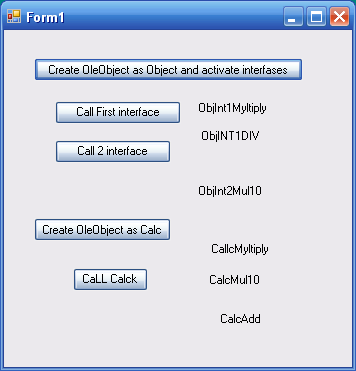 Form1
Create OleObject as Object and activate interfases
Call First interface
ObjInt1Myltiply
ObjINT1DIV
Call 2 interface
ObjInt2Mul10
Create OleObject as Calc
CallcMyltiply
CaLL Calck
CalcMul10
CalcAdd